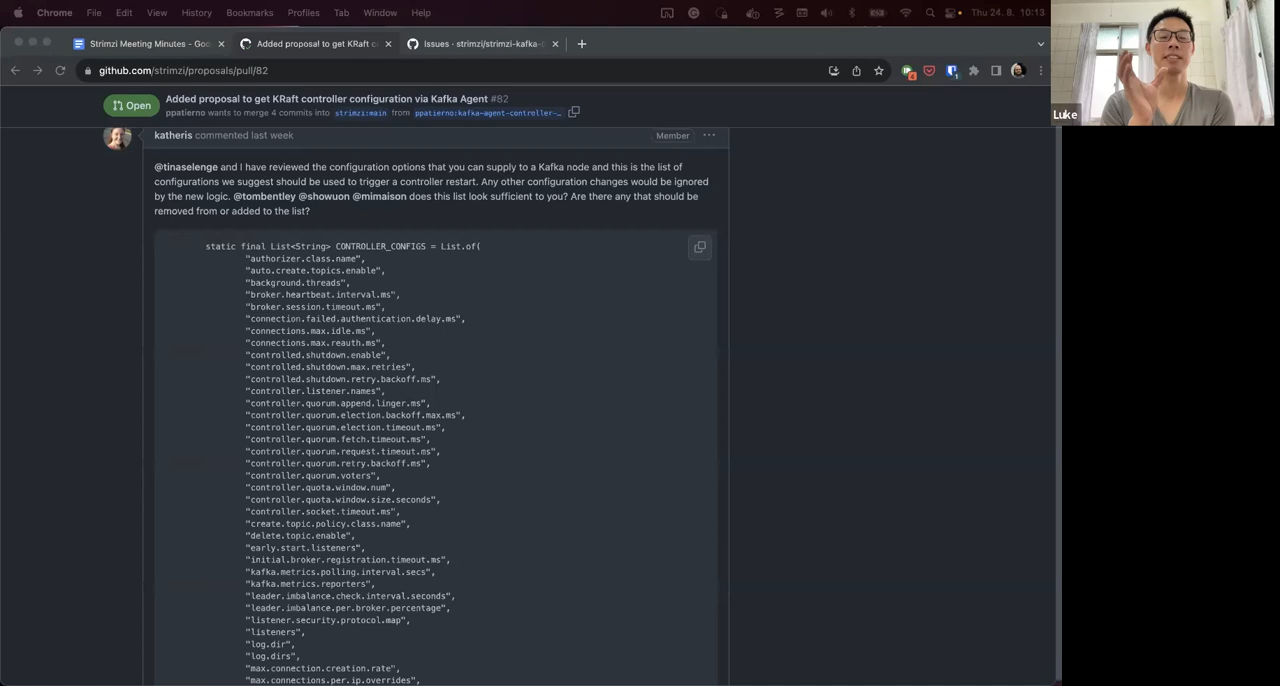 Chrome File Edit View History Bookmarks Profiles Tab Window Help Thu 24. 8. 10:13
Strimzi Meeting Minutes - Goo Added proposal to get KRaft co Issues · strimzi/strimzi-kafka-
github.com/strimzi/proposals/pull/82
Open
Added proposal to get KRaft controller configuration via Kafka Agent #82
ppatierno wants to merge 4 commits into strimzi:main from ppatierno:kafka-agent-controller-…
Luke
katheris commented last week Member
@tinaselenge and I have reviewed the configuration options that you can supply to a Kafka node and this is the list of
configurations we suggest should be used to trigger a controller restart. Any other configuration changes would be ignored
by the new logic. @tombentley @showuon @mimaison does this list look sufficient to you? Are there any that should be
removed from or added to the list?
static final List<String> CONTROLLER_CONFIGS = List.of(
"authorizer.class.name",
"auto.create.topics.enable",
"background.threads",
"broker.heartbeat.interval.ms",
"broker.session.timeout.ms",
"connection.failed.authentication.delay.ms",
"connections.max.idle.ms",
"connections.max.reauth.ms",
"controlled.shutdown.enable",
"controlled.shutdown.max.retries",
"controlled.shutdown.retry.backoff.ms",
"controller.listener.names",
"controller.quorum.append.linger.ms",
"controller.quorum.election.backoff.max.ms",
"controller.quorum.election.timeout.ms",
"controller.quorum.fetch.timeout.ms",
"controller.quorum.request.timeout.ms",
"controller.quorum.retry.backoff.ms",
"controller.quorum.voters",
"controller.quota.window.num",
"controller.quota.window.size.seconds",
"controller.socket.timeout.ms",
"create.topic.policy.class.name",
"delete.topic.enable",
"early.start.listeners",
"initial.broker.registration.timeout.ms",
"kafka.metrics.polling.interval.secs",
"kafka.metrics.reporters",
"leader.imbalance.check.interval.seconds",
"leader.imbalance.per.broker.percentage",
"listener.security.protocol.map",
"listeners",
"log.dir",
"log.dirs",
"max.connection.creation.rate",
"max.connections.per.ip.overrides",